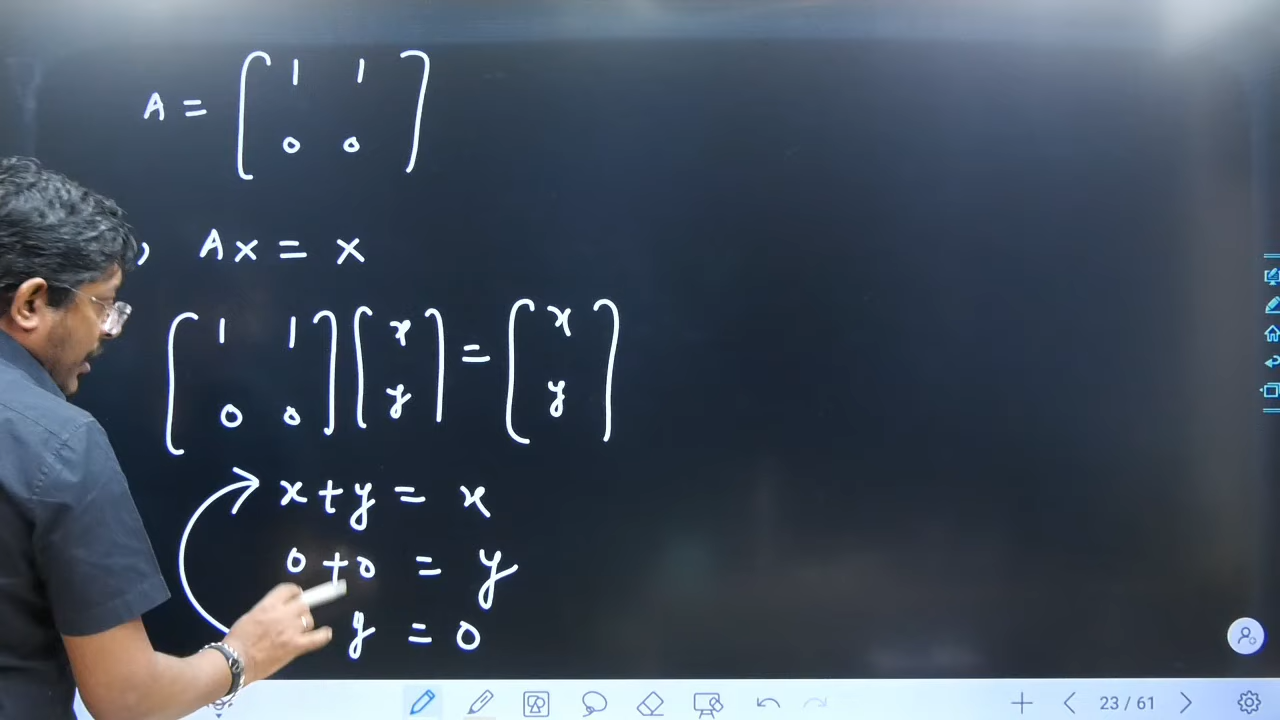 A = [ 1 1
0 0 ]
, AX = X
[ 1 1
0 0 ] [ x
y ] = [ x
y ]
x + y = x
0 + 0 = y
y = 0
23 / 61